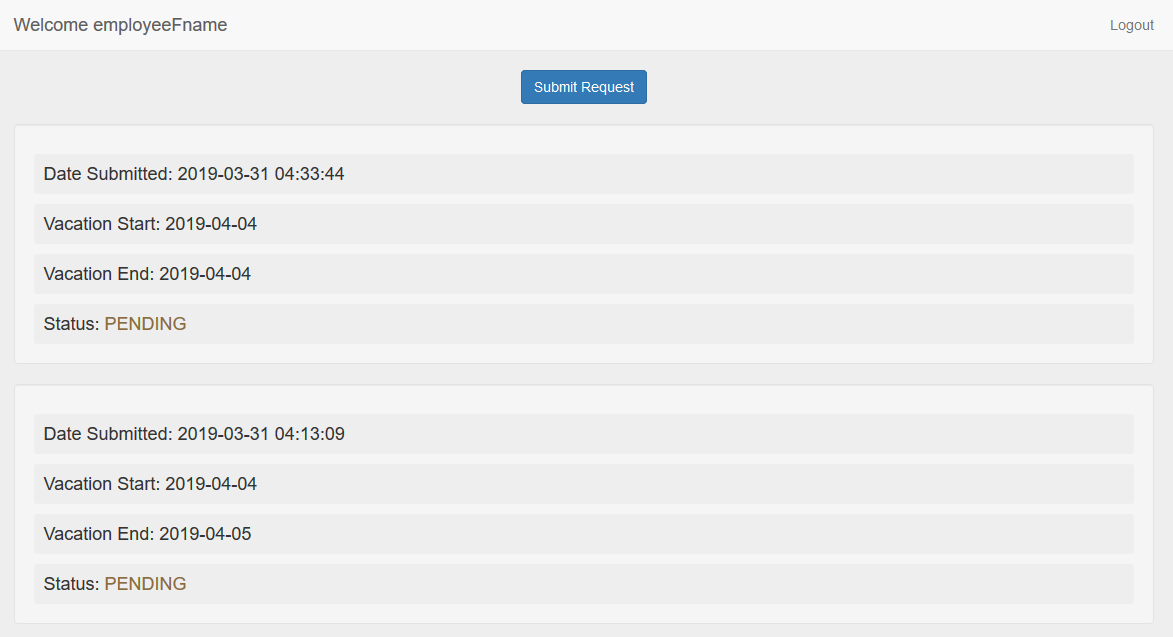 Welcome employeeFname
Logout
Submit Request
Date Submitted: 2019-03-31 04:33:44
Vacation Start: 2019-04-04
Vacation End: 2019-04-04
Status: PENDING
Date Submitted: 2019-03-31 04:13:09
Vacation Start: 2019-04-04
Vacation End: 2019-04-05
Status: PENDING